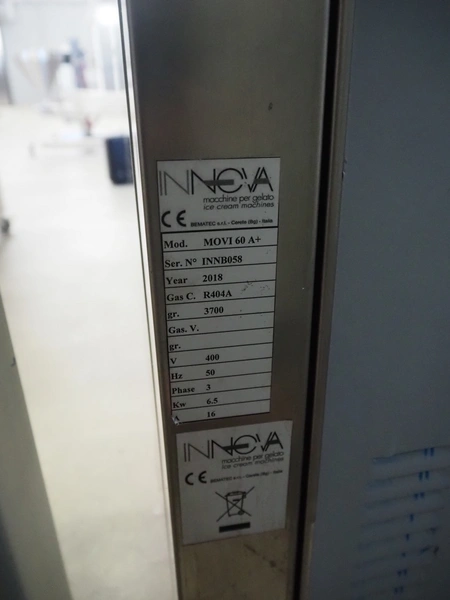 INNOVA
macchine per gelato
ice cream machines
CE BEMATEC s.r.l. - Carobbio (Bg) - Italia
Mod. MOVI 60 A+
Ser. N° INNB058
Year 2018
Gas C. R404A
gr. 3700
Gas. V.
gr.
V 400
Hz 50
Phase 3
Kw 6.5
A 16
INNOVA
macchine per gelato
ice cream machines
CE